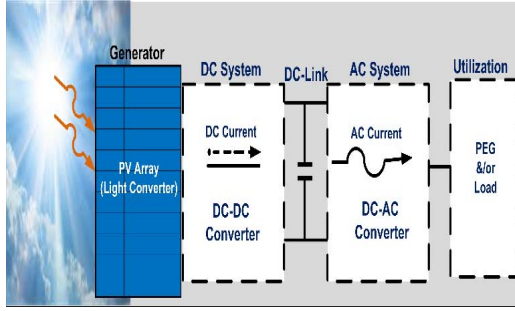 Generator
PV Array
(Light Converter)
DC System
DC Current
DC-DC
Converter
DC-Link
AC System
AC Current
DC-AC
Converter
Utilization
PEG
&/or
Load